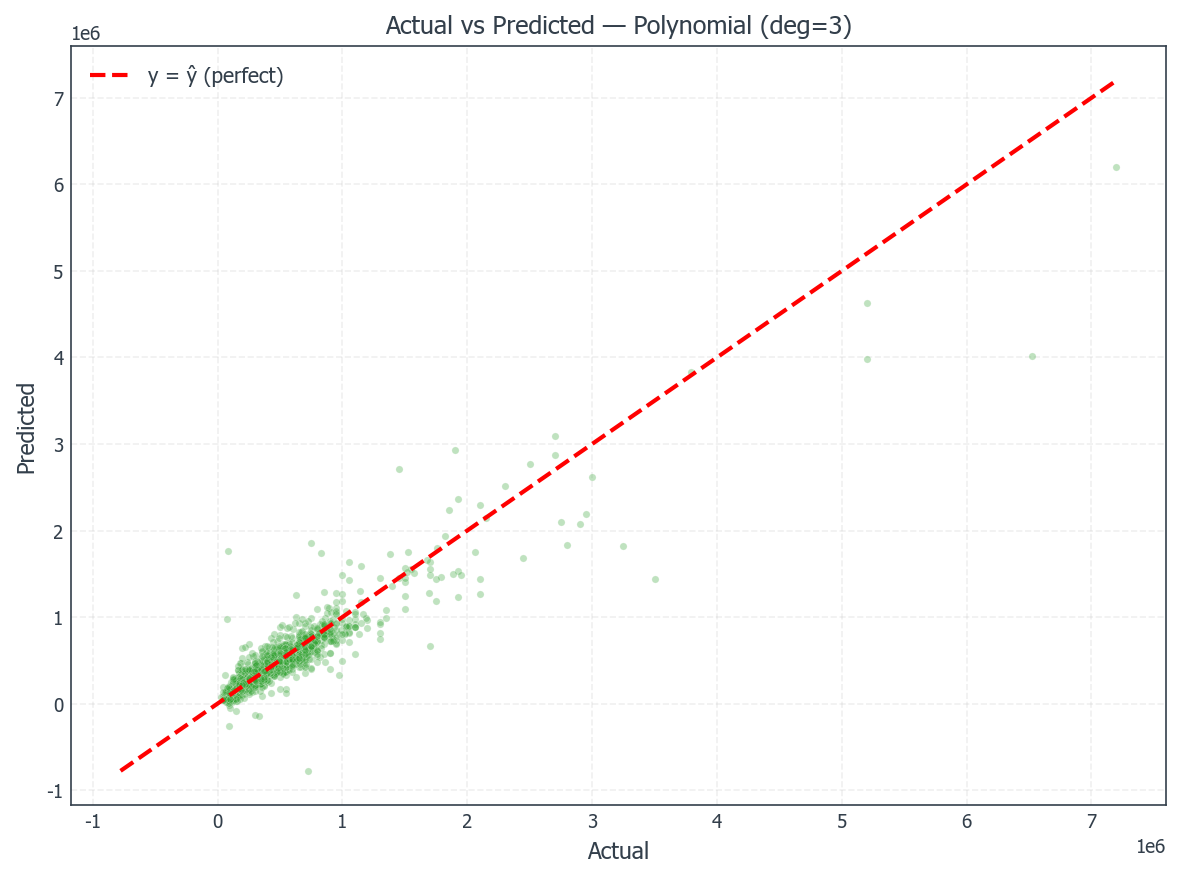 Actual vs Predicted — Polynomial (deg=3)
1e6
y = ŷ (perfect)
7
6
5
4
3
2
1
0
-1
Predicted
-1 0 1 2 3 4 5 6 7
1e6
Actual